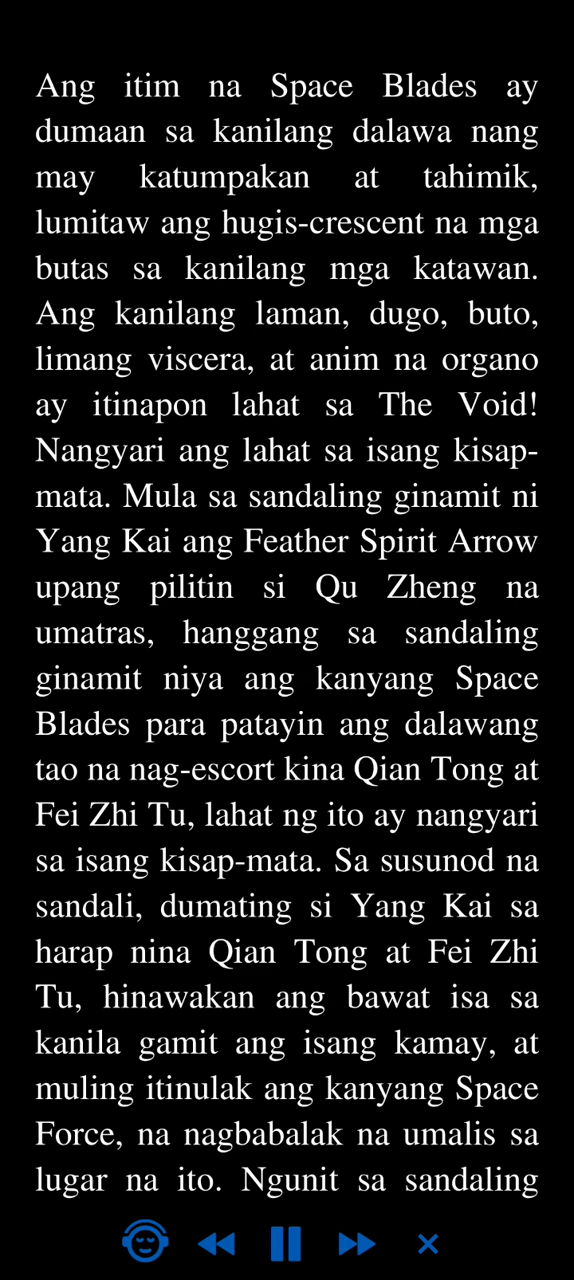 Ang itim na Space Blades ay
dumaan sa kanilang dalawa nang
may katumpakan at tahimik,
lumitaw ang hugis-crescent na mga
butas sa kanilang mga katawan.
Ang kanilang laman, dugo, buto,
limang viscera, at anim na organo
ay itinapon lahat sa The Void!
Nangyari ang lahat sa isang kisap-
mata. Mula sa sandaling ginamit ni
Yang Kai ang Feather Spirit Arrow
upang pilitin si Qu Zheng na
umatras, hanggang sa sandaling
ginamit niya ang kanyang Space
Blades para patayin ang dalawang
tao na nag-escort kina Qian Tong at
Fei Zhi Tu, lahat ng ito ay nangyari
sa isang kisap-mata. Sa susunod na
sandali, dumating si Yang Kai sa
harap nina Qian Tong at Fei Zhi
Tu, hinawakan ang bawat isa sa
kanila gamit ang isang kamay, at
muling itinulak ang kanyang Space
Force, na nagbabalak na umalis sa
lugar na ito. Ngunit sa sandaling